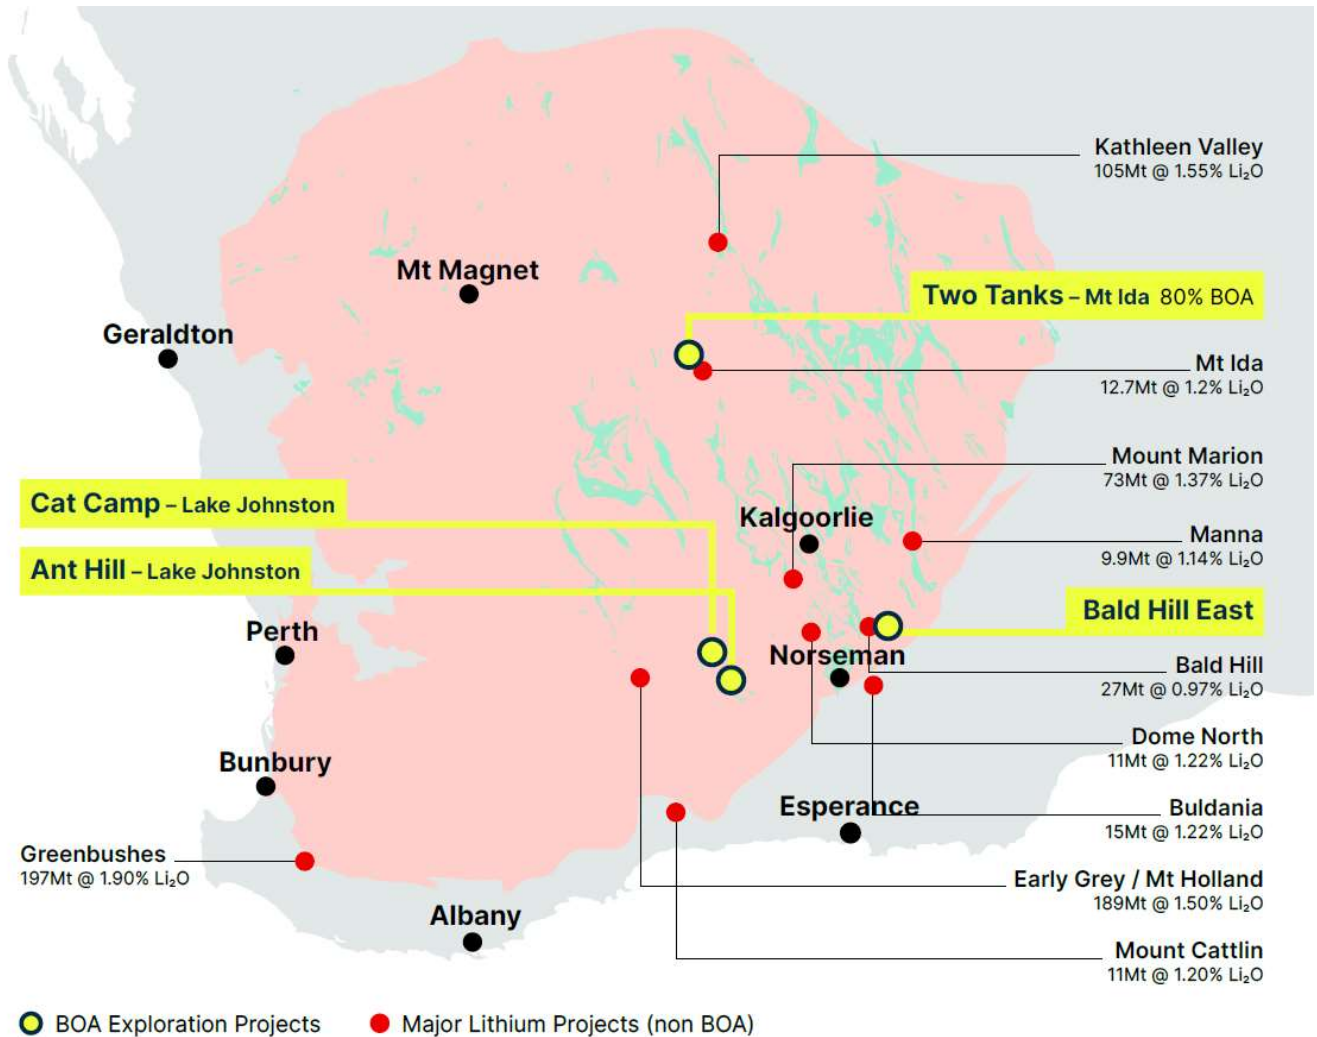 Kathleen Valley
105Mt @ 1.55% Li₂O
Mt Magnet
Two Tanks – Mt Ida 80% BOA
Geraldton
Mt Ida
12.7Mt @ 1.2% Li₂O
Mount Marion
73Mt @ 1.37% Li₂O
Cat Camp – Lake Johnston
Kalgoorlie
Manna
9.9Mt @ 1.14% Li₂O
Ant Hill – Lake Johnston
Bald Hill East
Perth
Norseman
Bald Hill
27Mt @ 0.97% Li₂O
Dome North
11Mt @ 1.22% Li₂O
Bunbury
Esperance
Buldania
15Mt @ 1.22% Li₂O
Greenbushes
197Mt @ 1.90% Li₂O
Early Grey / Mt Holland
189Mt @ 1.50% Li₂O
Albany
Mount Cattlin
11Mt @ 1.20% Li₂O
BOA Exploration Projects
Major Lithium Projects (non BOA)